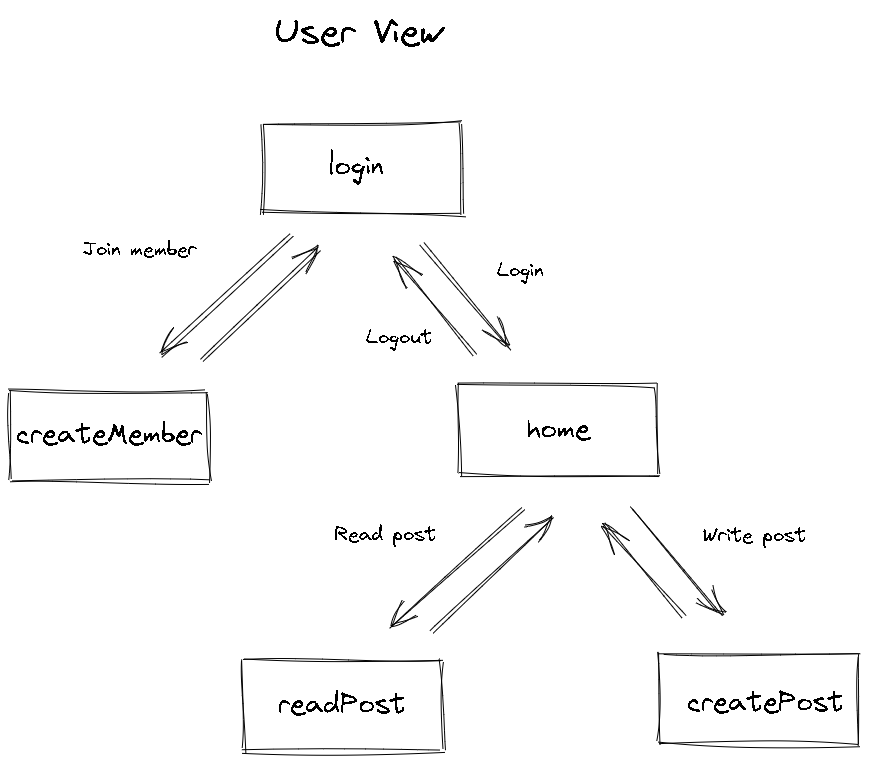 User View
login
Join member
Login
Logout
createMember
home
Read post
Write post
readPost
createPost